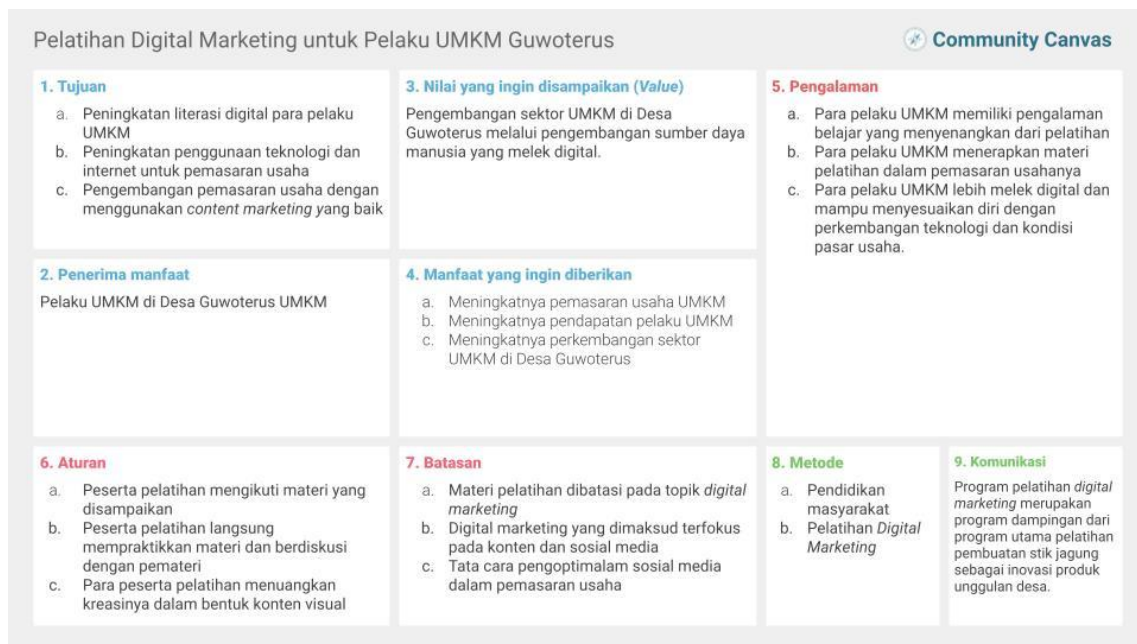 Pelatihan Digital Marketing untuk Pelaku UMKM Guwoterus
Community Canvas
1. Tujuan
a. Peningkatan literasi digital para pelaku
UMKM
b. Peningkatan penggunaan teknologi dan
internet untuk pemasaran usaha
c. Pengembangan pemasaran usaha dengan
menggunakan content marketing yang baik
2. Penerima manfaat
Pelaku UMKM di Desa Guwoterus UMKM
3. Nilai yang ingin disampaikan (Value)
Pengembangan sektor UMKM di Desa
Guwoterus melalui pengembangan sumber daya
manusia yang melek digital.
4. Manfaat yang ingin diberikan
a. Meningkatnya pemasaran usaha UMKM
b. Meningkatnya pendapatan pelaku UMKM
c. Meningkatnya perkembangan sektor
UMKM di Desa Guwoterus
5. Pengalaman
a. Para pelaku UMKM memiliki pengalaman
belajar yang menyenangkan dari pelatihan
b. Para pelaku UMKM menerapkan materi
pelatihan dalam pemasaran usahanya
c. Para pelaku UMKM lebih melek digital dan
mampu menyesuaikan diri dengan
perkembangan teknologi dan kondisi
pasar usaha.
6. Aturan
a. Peserta pelatihan mengikuti materi yang
disampaikan
b. Peserta pelatihan langsung
mempraktikkan materi dan berdiskusi
dengan pemateri
c. Para peserta pelatihan menuangkan
kreasinya dalam bentuk konten visual
7. Batasan
a. Materi pelatihan dibatasi pada topik digital
marketing
b. Digital marketing yang dimaksud terfokus
pada konten dan sosial media
c. Tata cara pengoptimalam sosial media
dalam pemasaran usaha
8. Metode
a. Pendidikan
masyarakat
b. Pelatihan Digital
Marketing
9. Komunikasi
Program pelatihan digital
marketing merupakan
program dampingan dari
program utama pelatihan
pembuatan stik jagung
sebagai inovasi produk
unggulan desa.